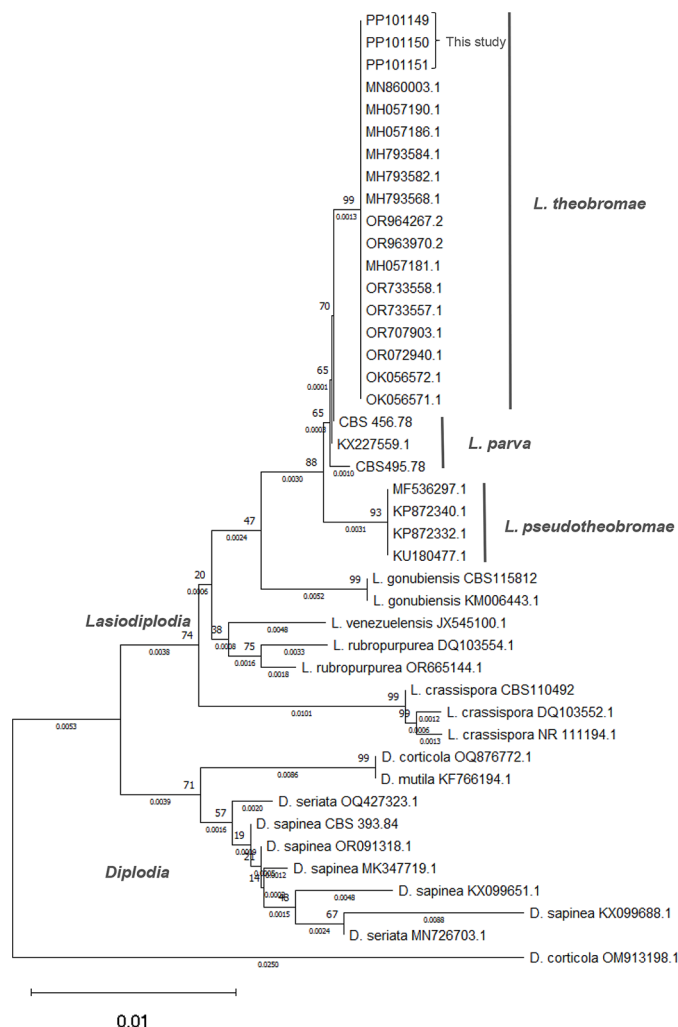 PP101149
PP101150
This study
PP101151
MN860003.1
MH057190.1
MH057186.1
MH793584.1
MH793582.1
MH793568.1
99
0.0013
L. theobromae
OR964267.2
OR963970.2
MH057181.1
OR733558.1
OR733557.1
70
OR707903.1
OR072940.1
65
0.0001
OK056572.1
OK056571.1
65
0.0003
CBS 456.78
KX227559.1
L. parva
88
0.0030
CBS495.78
0.0010
MF536297.1
KP872340.1
93
0.0031
KP872332.1
L. pseudotheobromae
KU180477.1
47
0.0024
L. gonubiensis CBS115812
99
0.0052
L. gonubiensis KM006443.1
20
0.0006
Lasiodiplodia
L. venezuelensis JX545100.1
0.0048
38
0.0008
74
0.0038
L. rubropurpurea DQ103554.1
0.0033
75
0.0016
L. rubropurpurea OR665144.1
0.0018
L. crassispora CBS110492
99
0.0101
L. crassispora DQ103552.1
0.0012
99
0.0006
L. crassispora NR 111194.1
0.0013
0.0053
D. corticola OQ876772.1
99
0.0086
D. mutila KF766194.1
71
0.0039
D. seriata OQ427323.1
0.0020
57
0.0016
D. sapinea CBS 393.84
19
D. sapinea OR091318.1
21
0.0005
D. sapinea MK347719.1
0.0012
Diplodia
14
D. sapinea KX099651.1
0.0048
0.0015
D. sapinea KX099688.1
0.0088
67
0.0024
D. seriata MN726703.1
D. corticola OM913198.1
0.0250
0.01